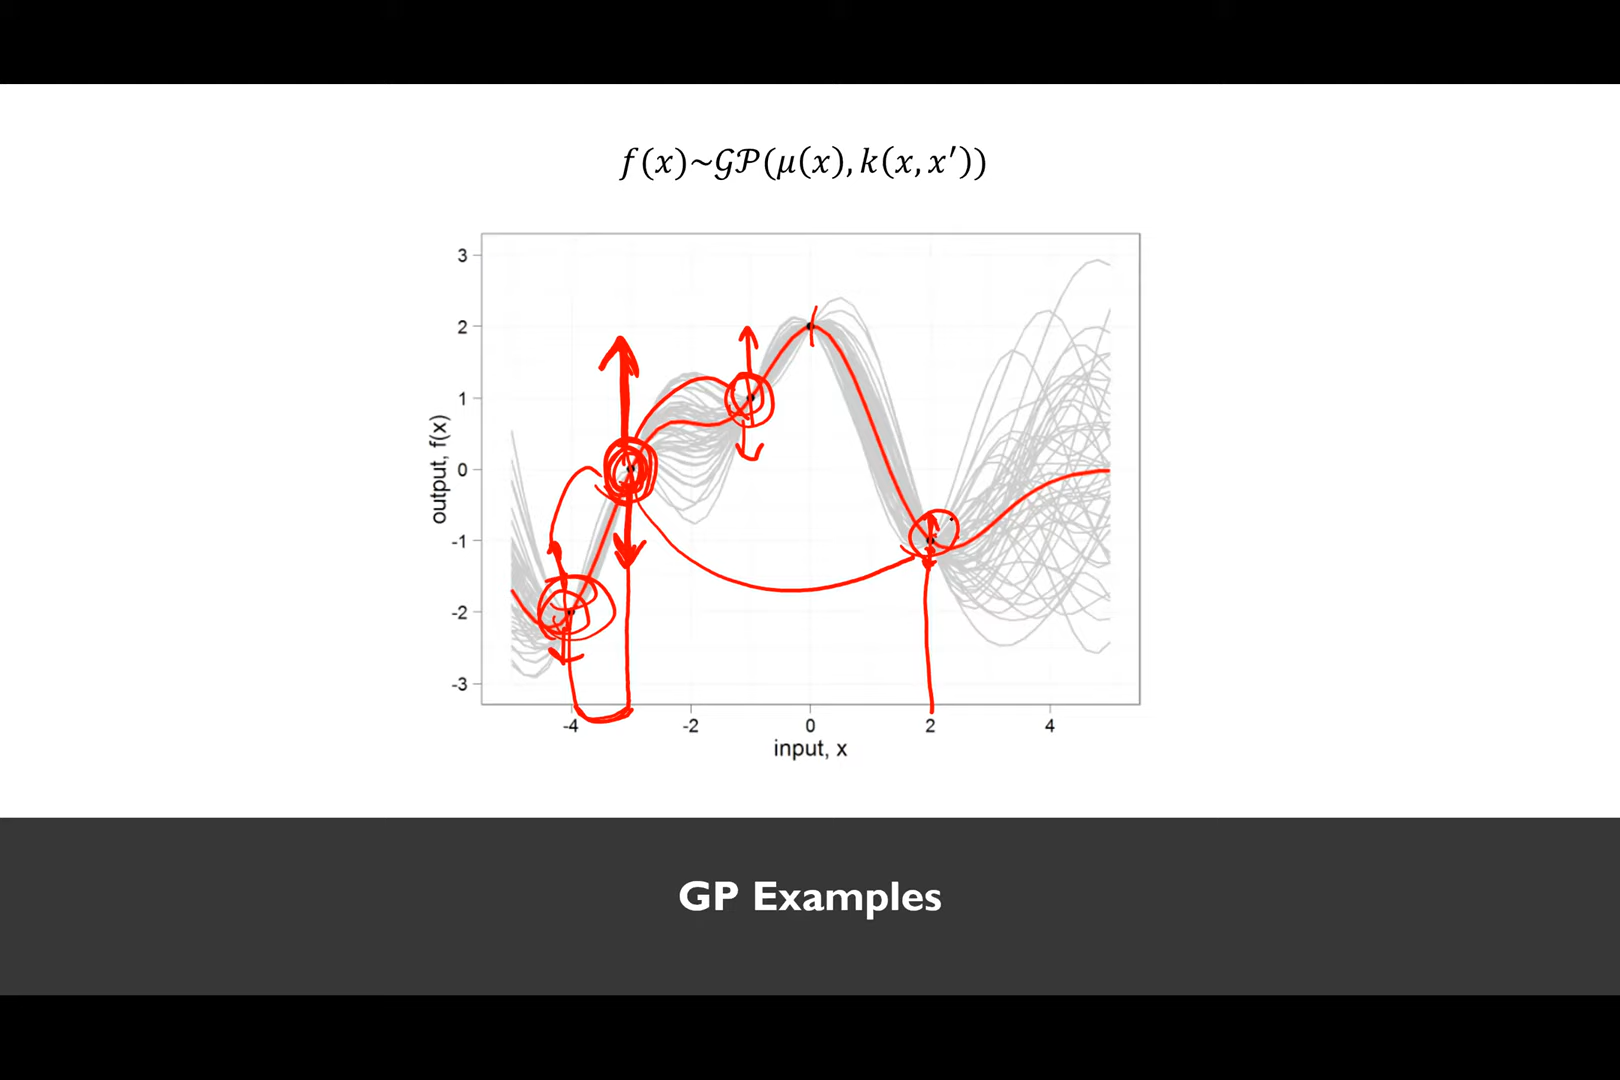 f(x)~𝒢𝒫(μ(x), k(x, x′))
3
2
1
0
-1
-2
-3
output, f(x)
-4 -2 0 2 4
input, x
GP Examples